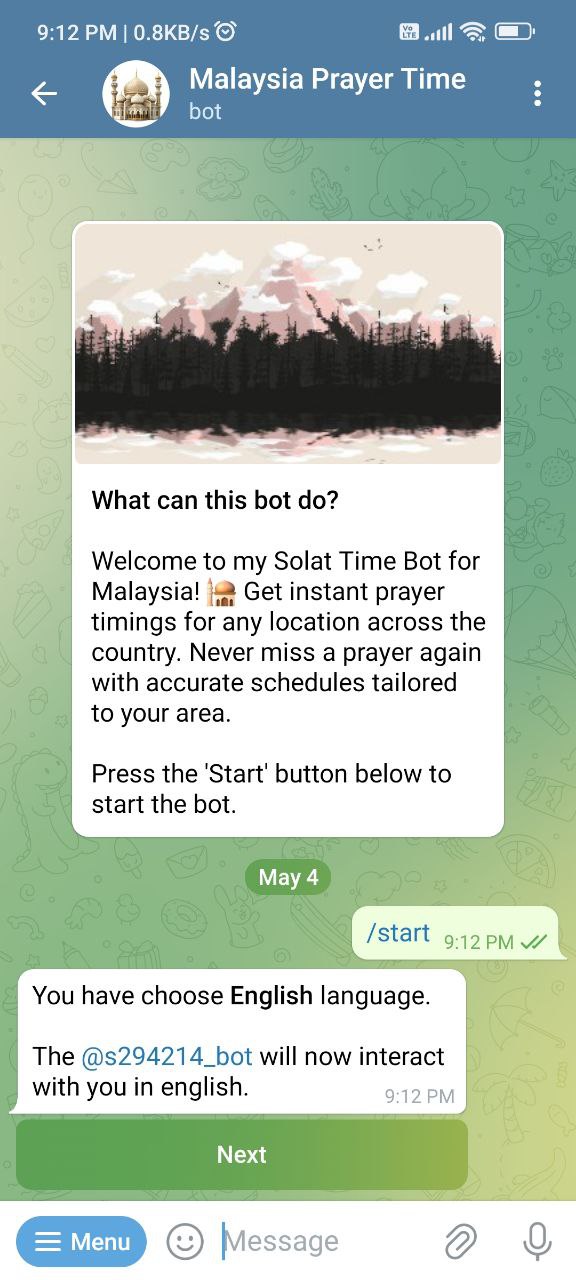 9:12 PM | 0.8KB/s
Vo
LTE
Malaysia Prayer Time
bot
What can this bot do?
Welcome to my Solat Time Bot for
Malaysia! 🕌 Get instant prayer
timings for any location across the
country. Never miss a prayer again
with accurate schedules tailored
to your area.
Press the 'Start' button below to
start the bot.
May 4
/start 9:12 PM
You have choose English language.
The @s294214_bot will now interact
with you in english. 9:12 PM
Next
Menu Message